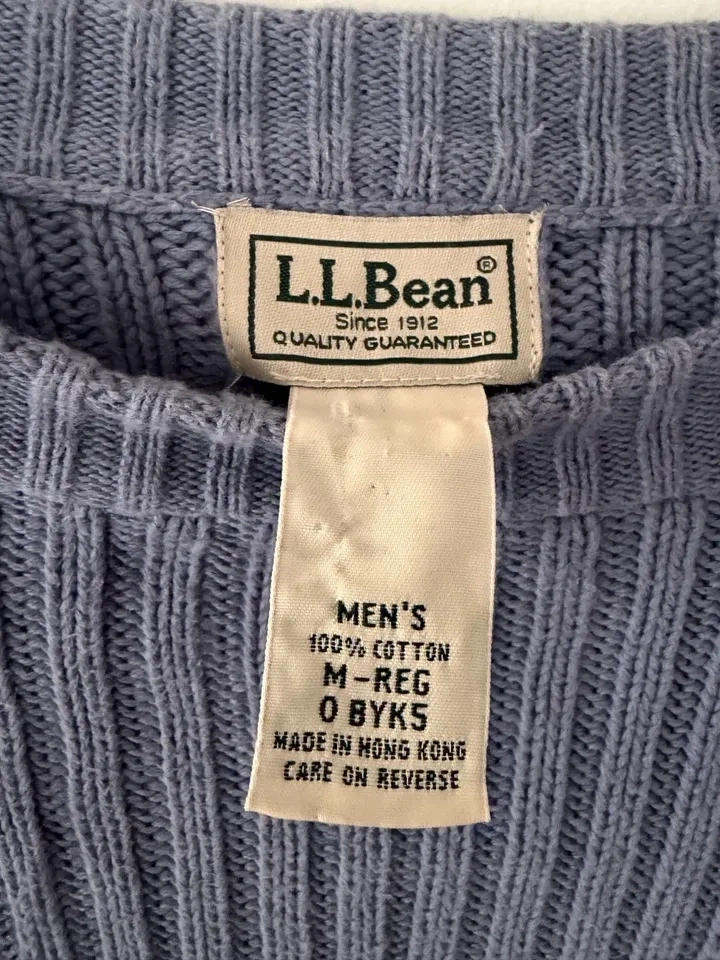 L.L.Bean®
Since 1912
QUALITY GUARANTEED
MEN'S
100% COTTON
M-REG
0 BYK5
MADE IN HONG KONG
CARE ON REVERSE